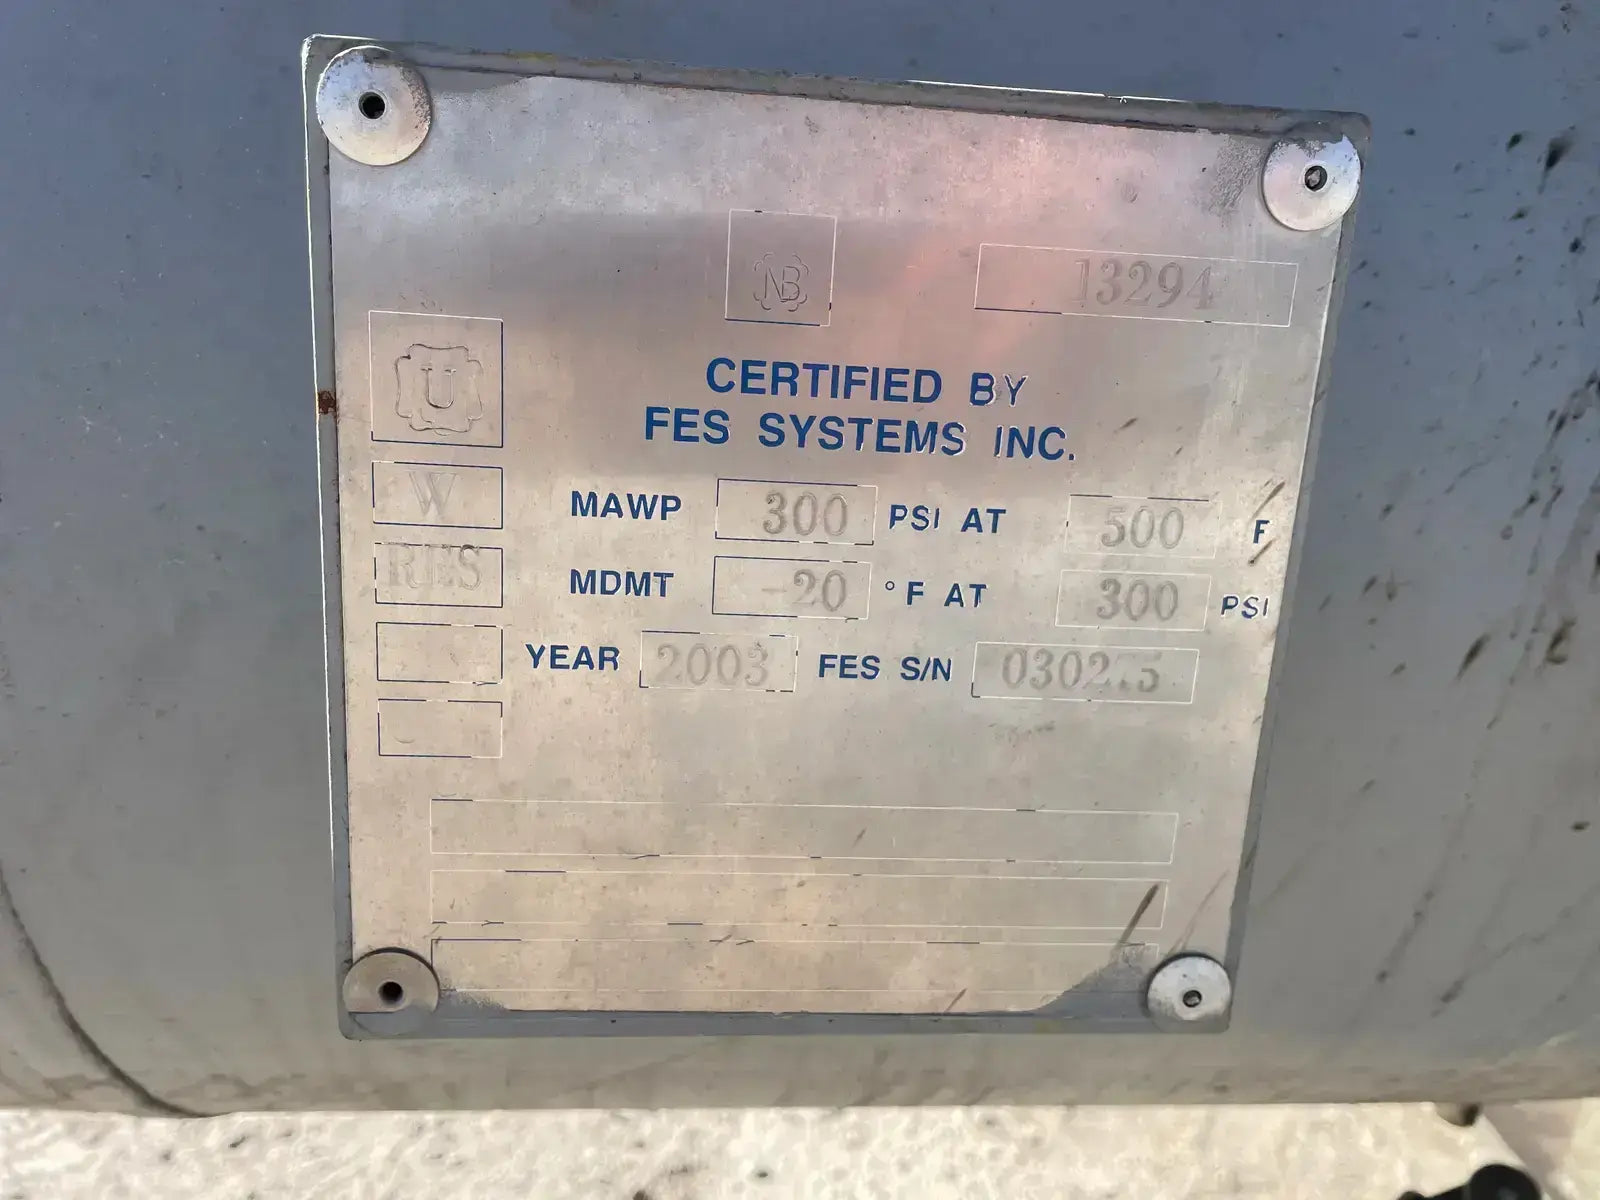 NB 13294
U
CERTIFIED BY
FES SYSTEMS INC.
W
MAWP 300 PSI AT 500 F
RES
MDMT -20 °F AT 300 PSI
YEAR 2003 FES S/N